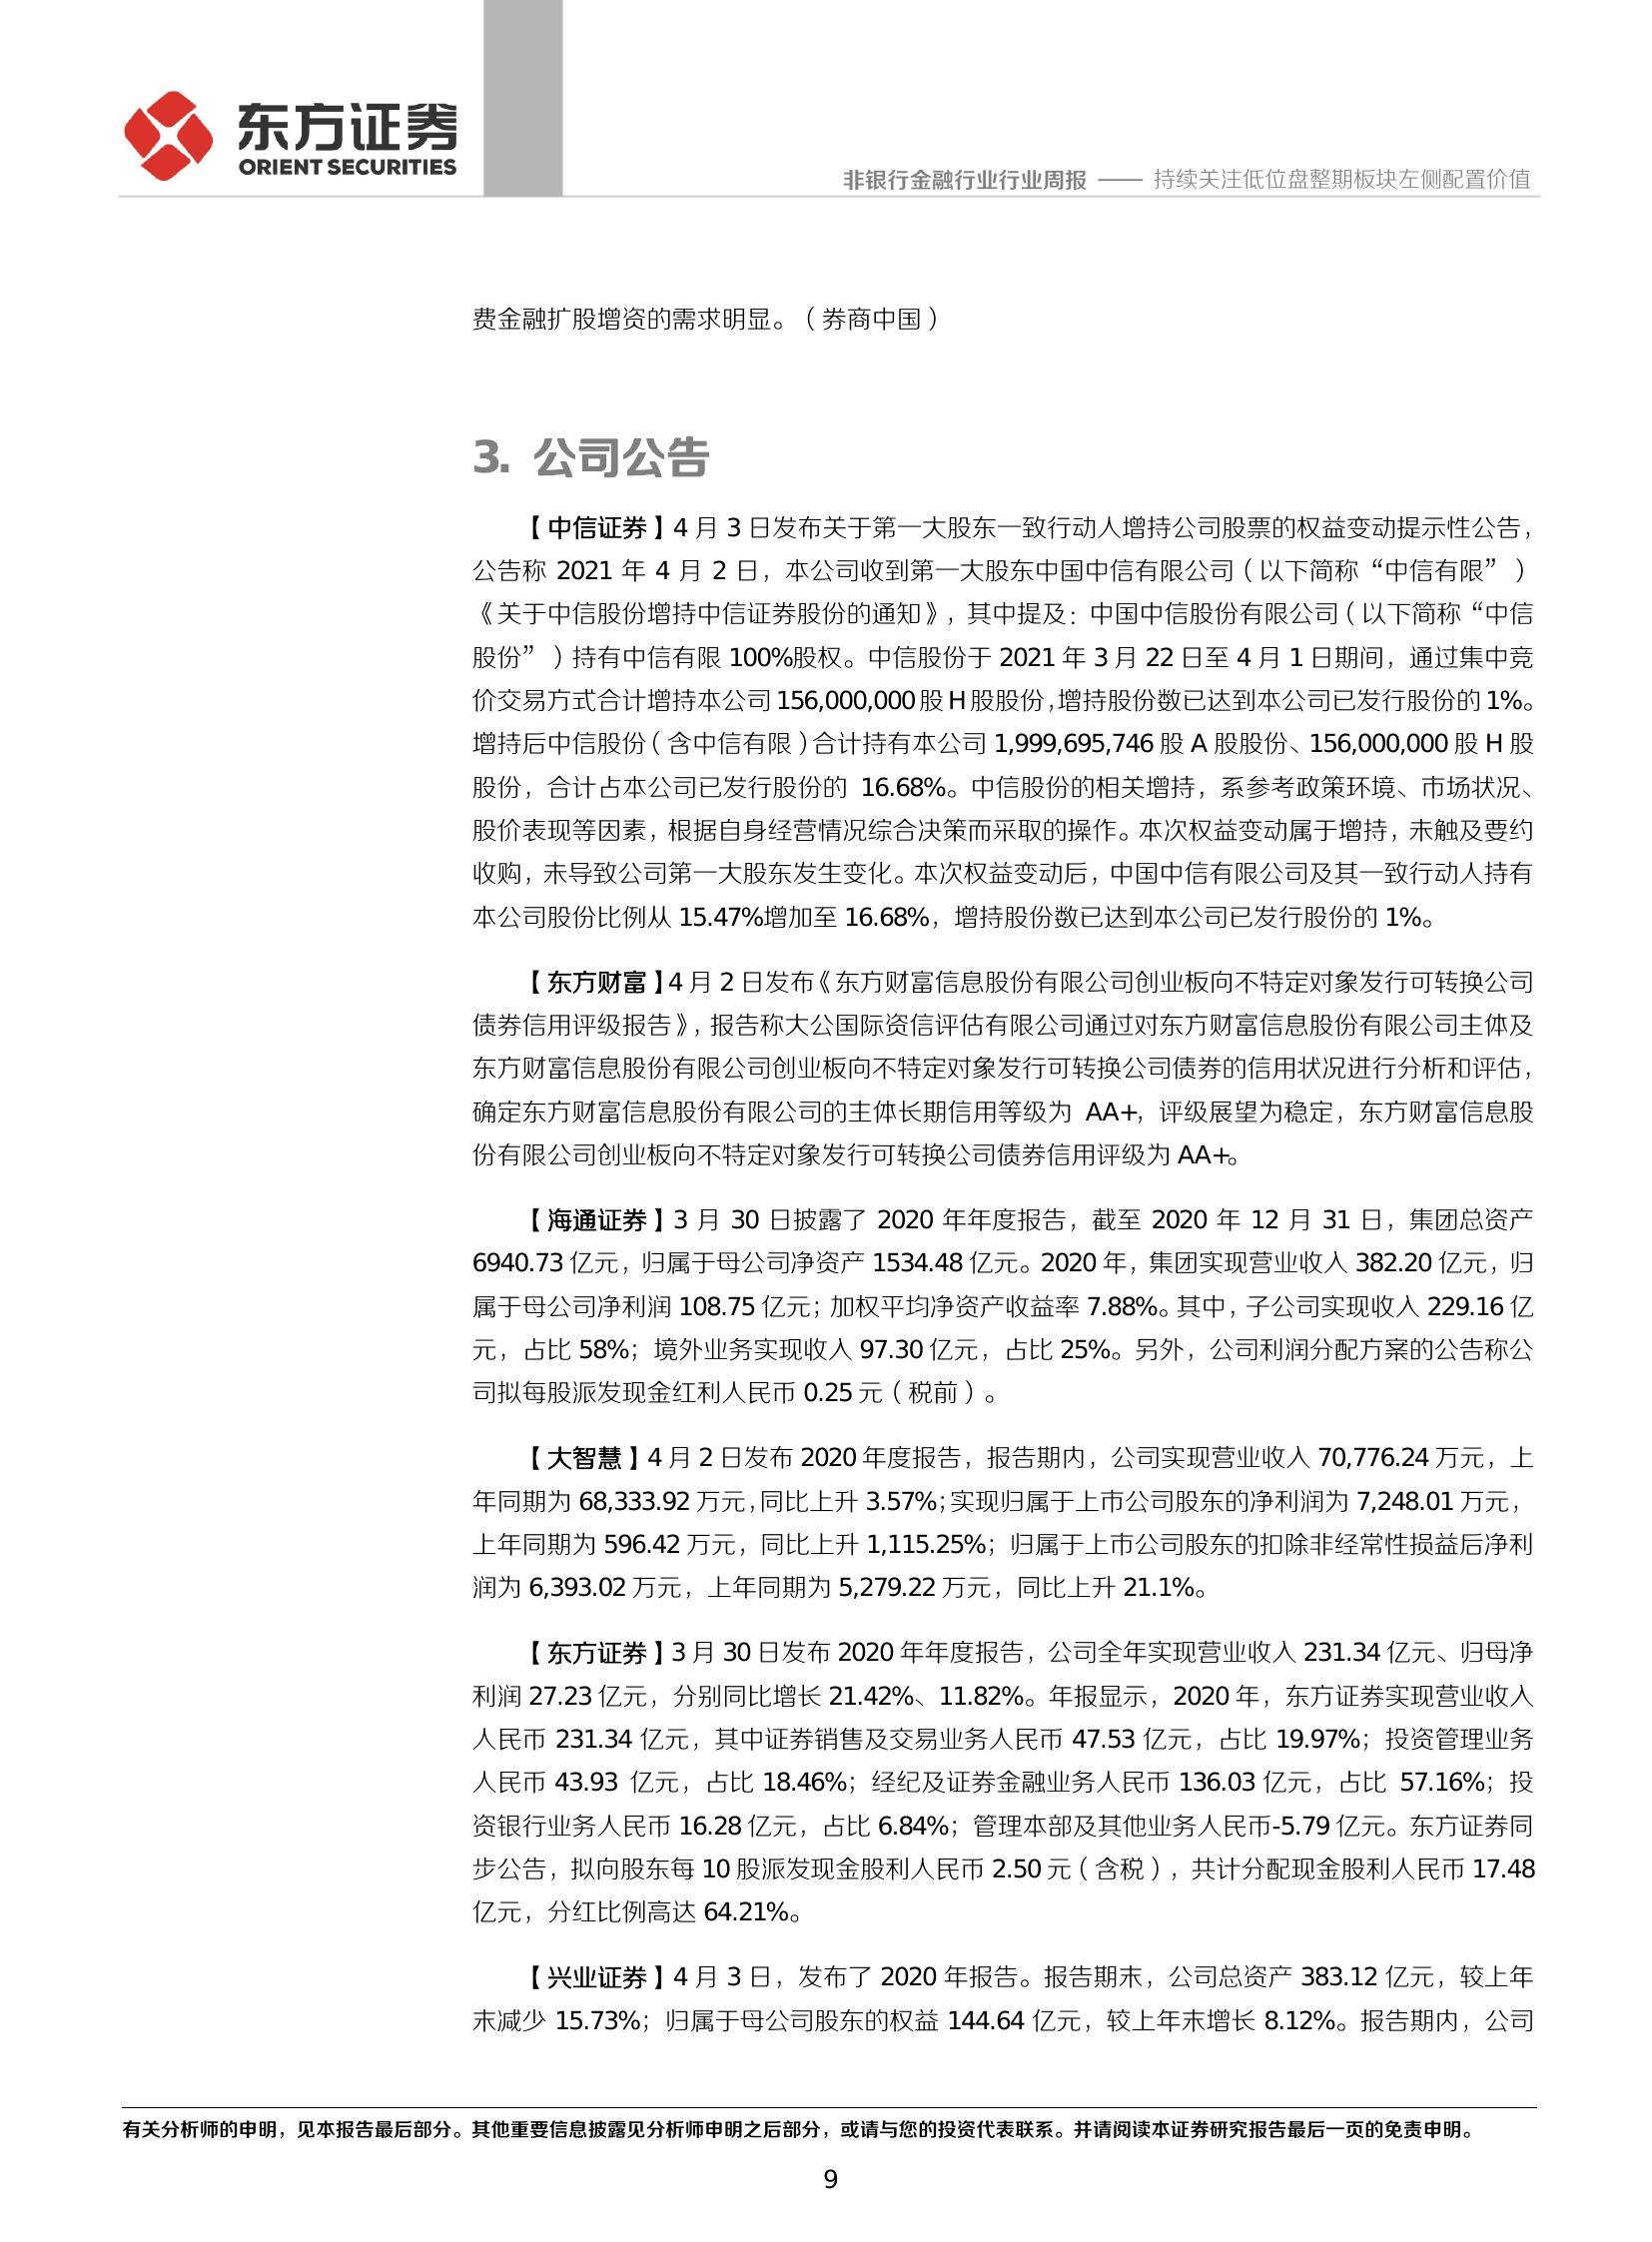 东方证券
ORIENT SECURITIES
非银行金融行业行业周报 —— 持续关注低位盘整期板块左侧配置价值
费金融扩股增资的需求明显。（券商中国）
3. 公司公告
【中信证券】4 月 3 日发布关于第一大股东一致行动人增持公司股票的权益变动提示性公告，
公告称 2021 年 4 月 2 日，本公司收到第一大股东中国中信有限公司（以下简称“中信有限”）
《关于中信股份增持中信证券股份的通知》，其中提及：中国中信股份有限公司（以下简称“中信
股份”）持有中信有限 100%股权。中信股份于 2021 年 3 月 22 日至 4 月 1 日期间，通过集中竞
价交易方式合计增持本公司 156,000,000 股 H 股股份，增持股份数已达到本公司已发行股份的 1%。
增持后中信股份（含中信有限）合计持有本公司 1,999,695,746 股 A 股股份、156,000,000 股 H 股
股份，合计占本公司已发行股份的 16.68%。中信股份的相关增持，系参考政策环境、市场状况、
股价表现等因素，根据自身经营情况综合决策而采取的操作。本次权益变动属于增持，未触及要约
收购，未导致公司第一大股东发生变化。本次权益变动后，中国中信有限公司及其一致行动人持有
本公司股份比例从 15.47%增加至 16.68%，增持股份数已达到本公司已发行股份的 1%。
【东方财富】4 月 2 日发布《东方财富信息股份有限公司创业板向不特定对象发行可转换公司
债券信用评级报告》，报告称大公国际资信评估有限公司通过对东方财富信息股份有限公司主体及
东方财富信息股份有限公司创业板向不特定对象发行可转换公司债券的信用状况进行分析和评估，
确定东方财富信息股份有限公司的主体长期信用等级为 AA+，评级展望为稳定，东方财富信息股
份有限公司创业板向不特定对象发行可转换公司债券信用评级为 AA+。
【海通证券】3 月 30 日披露了 2020 年年度报告，截至 2020 年 12 月 31 日，集团总资产
6940.73 亿元，归属于母公司净资产 1534.48 亿元。2020 年，集团实现营业收入 382.20 亿元，归
属于母公司净利润 108.75 亿元；加权平均净资产收益率 7.88%。其中，子公司实现收入 229.16 亿
元，占比 58%；境外业务实现收入 97.30 亿元，占比 25%。另外，公司利润分配方案的公告称公
司拟每股派发现金红利人民币 0.25 元（税前）。
【大智慧】4 月 2 日发布 2020 年度报告，报告期内，公司实现营业收入 70,776.24 万元，上
年同期为 68,333.92 万元，同比上升 3.57%；实现归属于上市公司股东的净利润为 7,248.01 万元，
上年同期为 596.42 万元，同比上升 1,115.25%；归属于上市公司股东的扣除非经常性损益后净利
润为 6,393.02 万元，上年同期为 5,279.22 万元，同比上升 21.1%。
【东方证券】3 月 30 日发布 2020 年年度报告，公司全年实现营业收入 231.34 亿元、归母净
利润 27.23 亿元，分别同比增长 21.42%、11.82%。年报显示，2020 年，东方证券实现营业收入
人民币 231.34 亿元，其中证券销售及交易业务人民币 47.53 亿元，占比 19.97%；投资管理业务
人民币 43.93 亿元，占比 18.46%；经纪及证券金融业务人民币 136.03 亿元，占比 57.16%；投
资银行业务人民币 16.28 亿元，占比 6.84%；管理本部及其他业务人民币-5.79 亿元。东方证券同
步公告，拟向股东每 10 股派发现金股利人民币 2.50 元（含税），共计分配现金股利人民币 17.48
亿元，分红比例高达 64.21%。
【兴业证券】4 月 3 日，发布了 2020 年报告。报告期末，公司总资产 383.12 亿元，较上年
末减少 15.73%；归属于母公司股东的权益 144.64 亿元，较上年末增长 8.12%。报告期内，公司
有关分析师的申明，见本报告最后部分。其他重要信息披露见分析师申明之后部分，或请与您的投资代表联系。并请阅读本证券研究报告最后一页的免责申明。
9